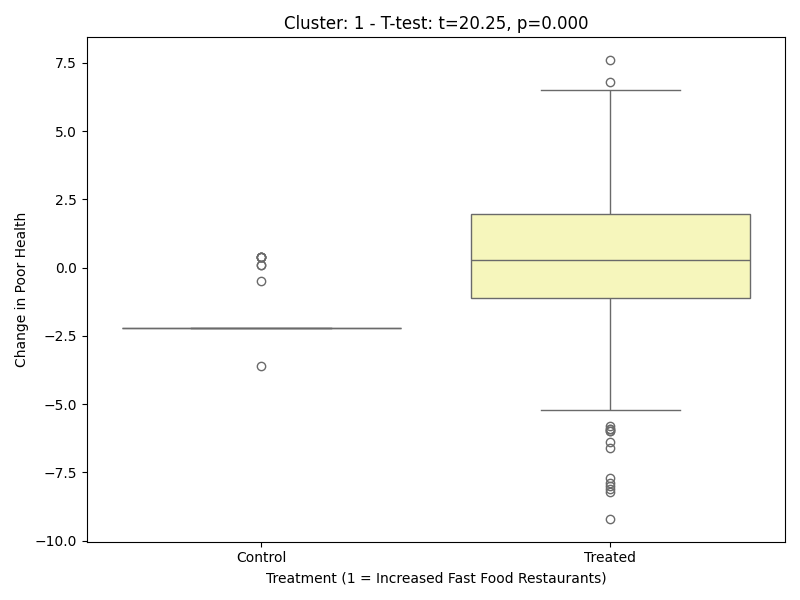 Cluster: 1 - T-test: t=20.25, p=0.000
Change in Poor Health
7.5
5.0
2.5
0.0
−2.5
−5.0
−7.5
−10.0
Control
Treated
Treatment (1 = Increased Fast Food Restaurants)